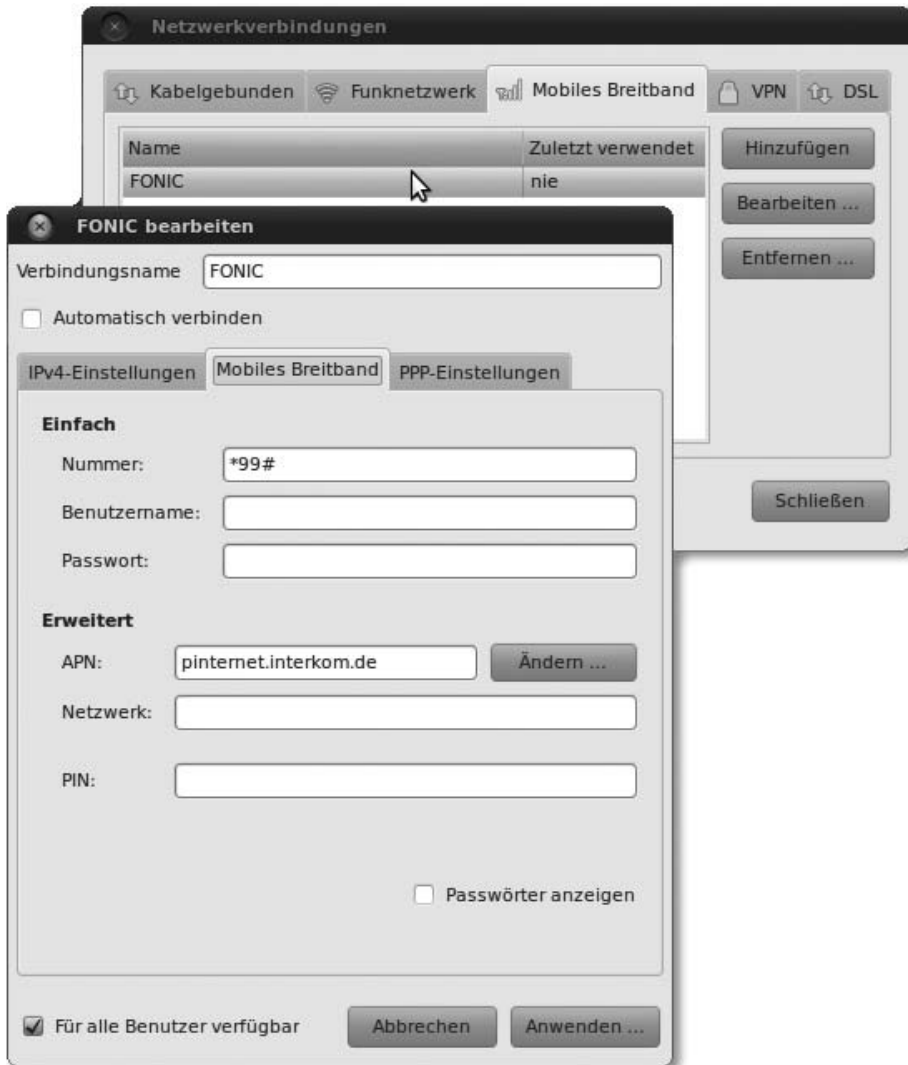 Netzwerkverbindungen
Kabelgebunden Funknetzwerk Mobiles Breitband VPN DSL
Name Zuletzt verwendet
FONIC nie
Hinzufügen
Bearbeiten ...
Entfernen ...
Schließen
FONIC bearbeiten
Verbindungsname FONIC
Automatisch verbinden
IPv4-Einstellungen Mobiles Breitband PPP-Einstellungen
Einfach
Nummer: *99#
Benutzername:
Passwort:
Erweitert
APN: pinternet.interkom.de Ändern ...
Netzwerk:
PIN:
Passwörter anzeigen
Für alle Benutzer verfügbar Abbrechen Anwenden ...